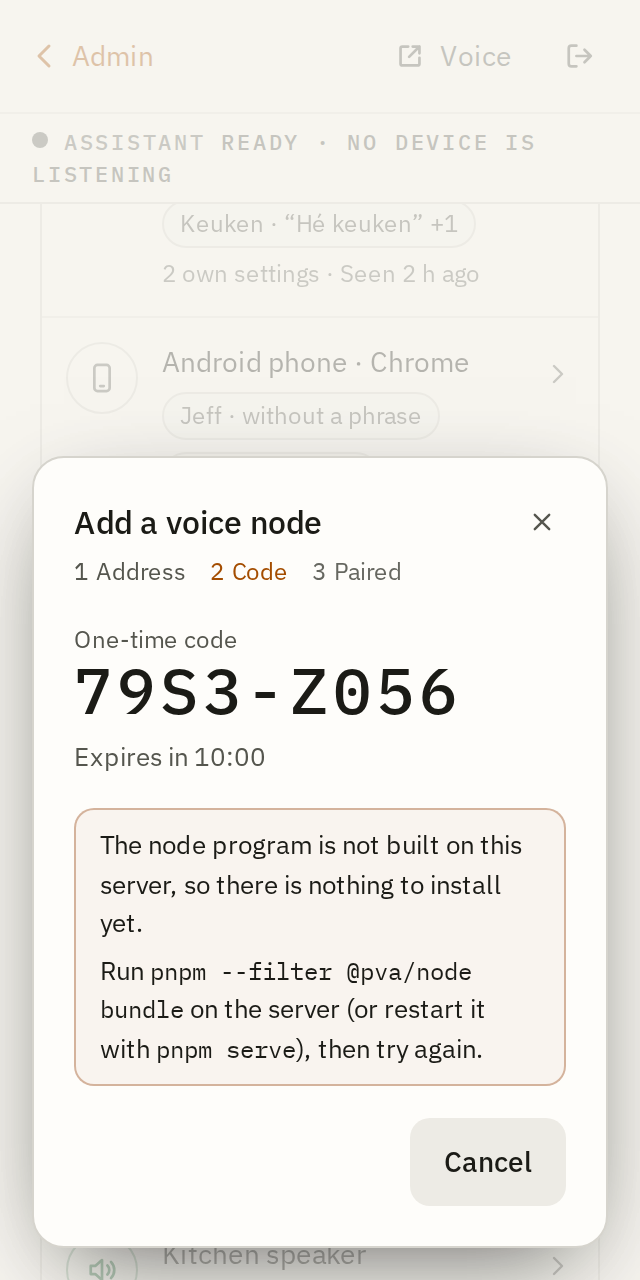 Admin
Voice
ASSISTANT READY · NO DEVICE IS
LISTENING
Keuken · “Hé keuken” +1
2 own settings · Seen 2 h ago
Android phone · Chrome
Jeff · without a phrase
Add a voice node
1 Address 2 Code 3 Paired
One-time code
79S3-Z056
Expires in 10:00
The node program is not built on this
server, so there is nothing to install
yet.
Run pnpm --filter @pva/node
bundle on the server (or restart it
with pnpm serve), then try again.
Cancel
Kitchen speaker